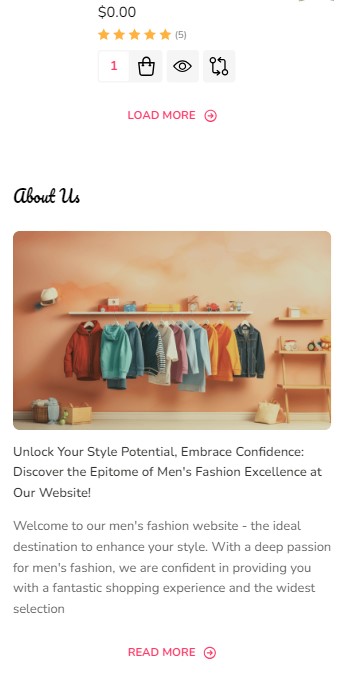 $0.00
(5)
1
LOAD MORE
About Us
Unlock Your Style Potential, Embrace Confidence:
Discover the Epitome of Men's Fashion Excellence at
Our Website!
Welcome to our men's fashion website - the ideal
destination to enhance your style. With a deep passion
for men's fashion, we are confident in providing you
with a fantastic shopping experience and the widest
selection
READ MORE